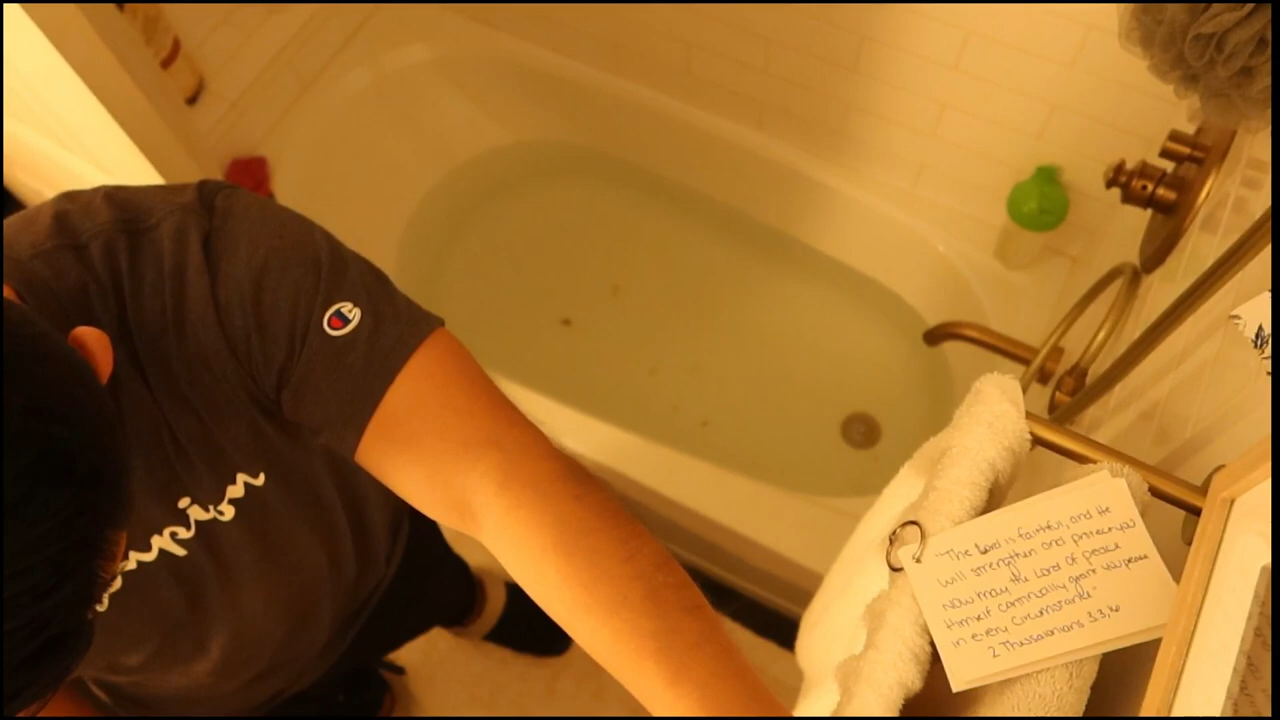 "The Lord is faithful, and He
will strengthen and protect you
Now may the Lord of peace
Himself continually grant you peace
in every circumstance"
2 Thessalonians 3:3,16
mpion